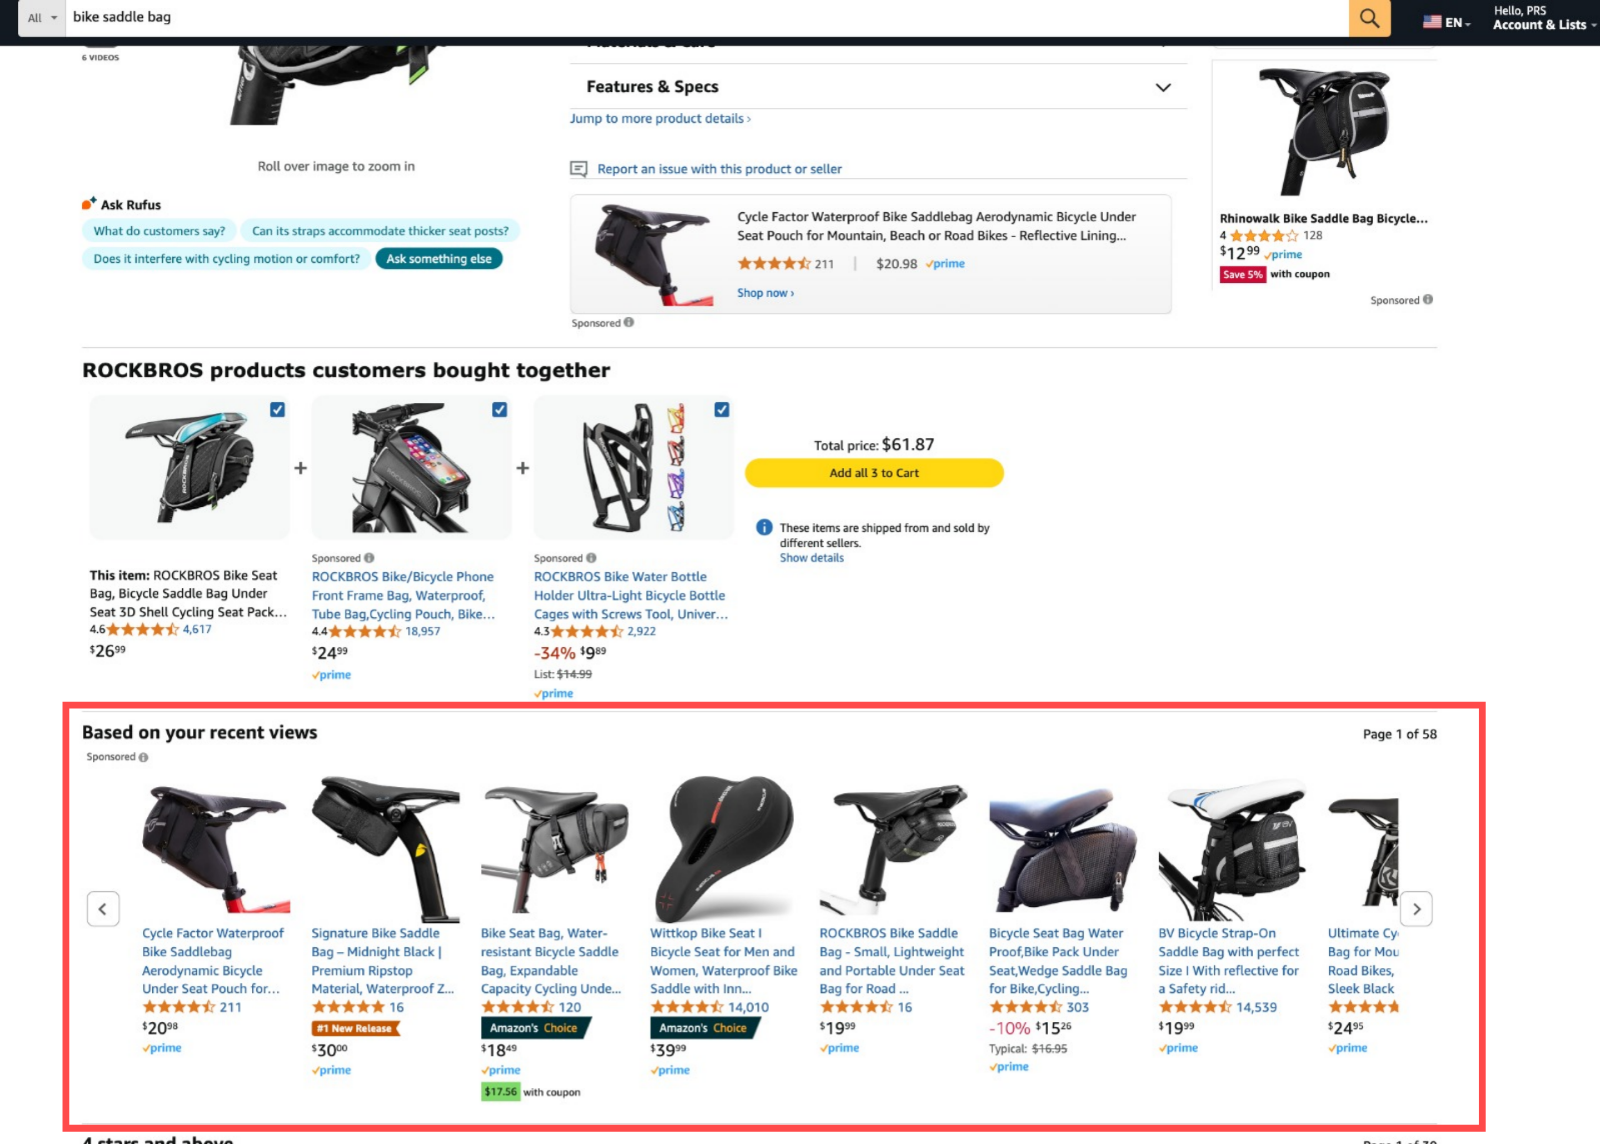 All
bike saddle bag
EN
Hello, PRS
Account & Lists
6 VIDEOS
Roll over image to zoom in
Ask Rufus
What do customers say?
Can its straps accommodate thicker seat posts?
Does it interfere with cycling motion or comfort?
Ask something else
Features & Specs
Jump to more product details ›
Report an issue with this product or seller
Cycle Factor Waterproof Bike Saddlebag Aerodynamic Bicycle Under
Seat Pouch for Mountain, Beach or Road Bikes - Reflective Lining...
211 | $20.98 prime
Shop now ›
Sponsored
Rhinowalk Bike Saddle Bag Bicycle...
4 128
$12 99 prime
Save 5% with coupon
Sponsored
ROCKBROS products customers bought together
This item: ROCKBROS Bike Seat
Bag, Bicycle Saddle Bag Under
Seat 3D Shell Cycling Seat Pack...
4.6 4,617
$26 99
+
Sponsored
ROCKBROS Bike/Bicycle Phone
Front Frame Bag, Waterproof,
Tube Bag,Cycling Pouch, Bike...
4.4 18,957
$24 99
prime
+
Sponsored
ROCKBROS Bike Water Bottle
Holder Ultra-Light Bicycle Bottle
Cages with Screws Tool, Univer...
4.3 2,922
-34% $9 89
List: $14.99
prime
Total price: $61.87
Add all 3 to Cart
These items are shipped from and sold by
different sellers.
Show details
Based on your recent views
Page 1 of 58
Sponsored
Cycle Factor Waterproof
Bike Saddlebag
Aerodynamic Bicycle
Under Seat Pouch for...
211
$20 98
prime
Signature Bike Saddle
Bag – Midnight Black |
Premium Ripstop
Material, Waterproof Z...
16
#1 New Release
$30 00
prime
Bike Seat Bag, Water-
resistant Bicycle Saddle
Bag, Expandable
Capacity Cycling Unde...
120
Amazon's Choice
$18 49
prime
$17.56 with coupon
Wittkop Bike Seat I
Bicycle Seat for Men and
Women, Waterproof Bike
Saddle with Inn...
14,010
Amazon's Choice
$39 99
prime
ROCKBROS Bike Saddle
Bag - Small, Lightweight
and Portable Under Seat
Bag for Road ...
16
$19 99
prime
Bicycle Seat Bag Water
Proof,Bike Pack Under
Seat,Wedge Saddle Bag
for Bike,Cycling...
303
-10% $15 26
Typical: $16.95
prime
BV Bicycle Strap-On
Saddle Bag with perfect
Size I With reflective for
a Safety rid...
14,539
$19 99
prime
Ultimate Cy
Bag for Mou
Road Bikes,
Sleek Black
$24 95
prime
4 stars and above